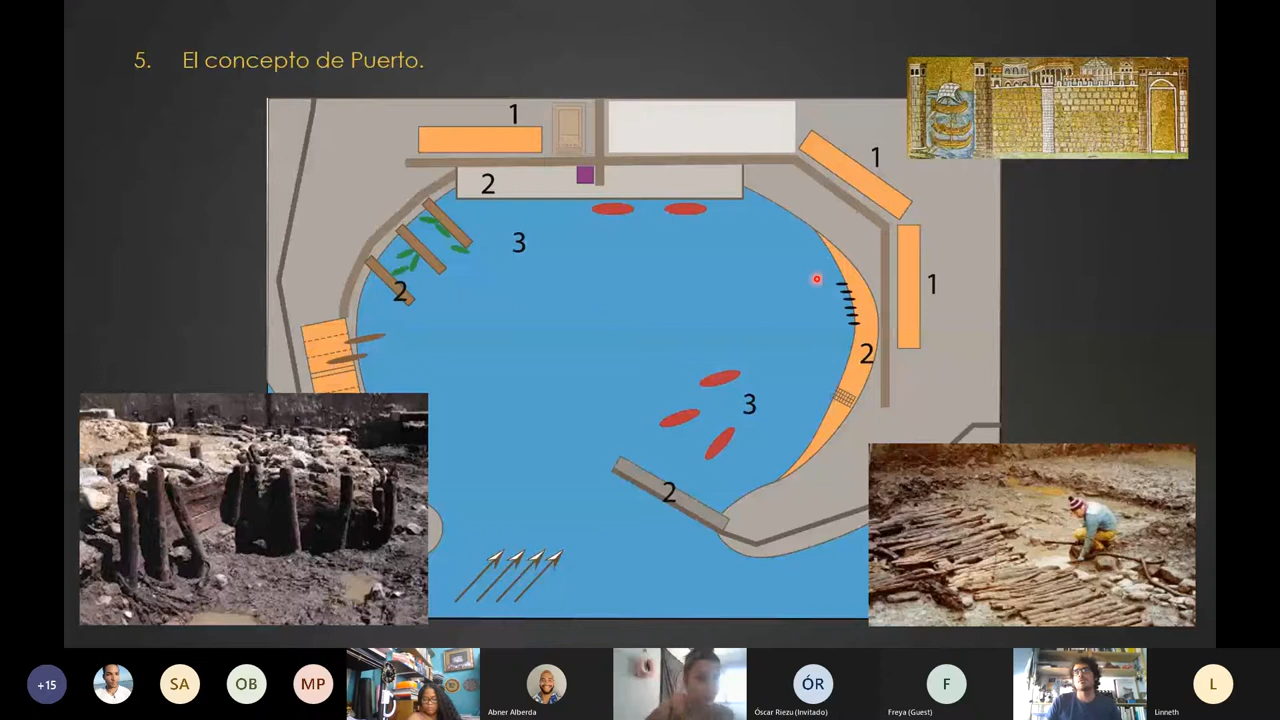 5. El concepto de Puerto.
1
1
2
3
1
2
2
3
2
+15
SA
OB
MP
Abner Alberda
ÓR
Óscar Riezu (Invitado)
F
Freya (Guest)
L
Linneth